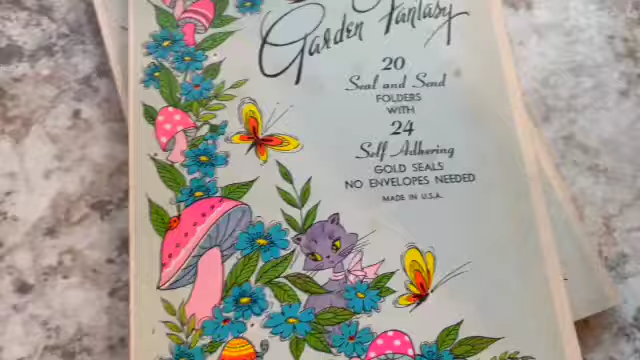 Garden Fantasy
20
Seal and Send
FOLDERS
WITH
24
Self Adhering
GOLD SEALS
NO ENVELOPES NEEDED
MADE IN U.S.A.